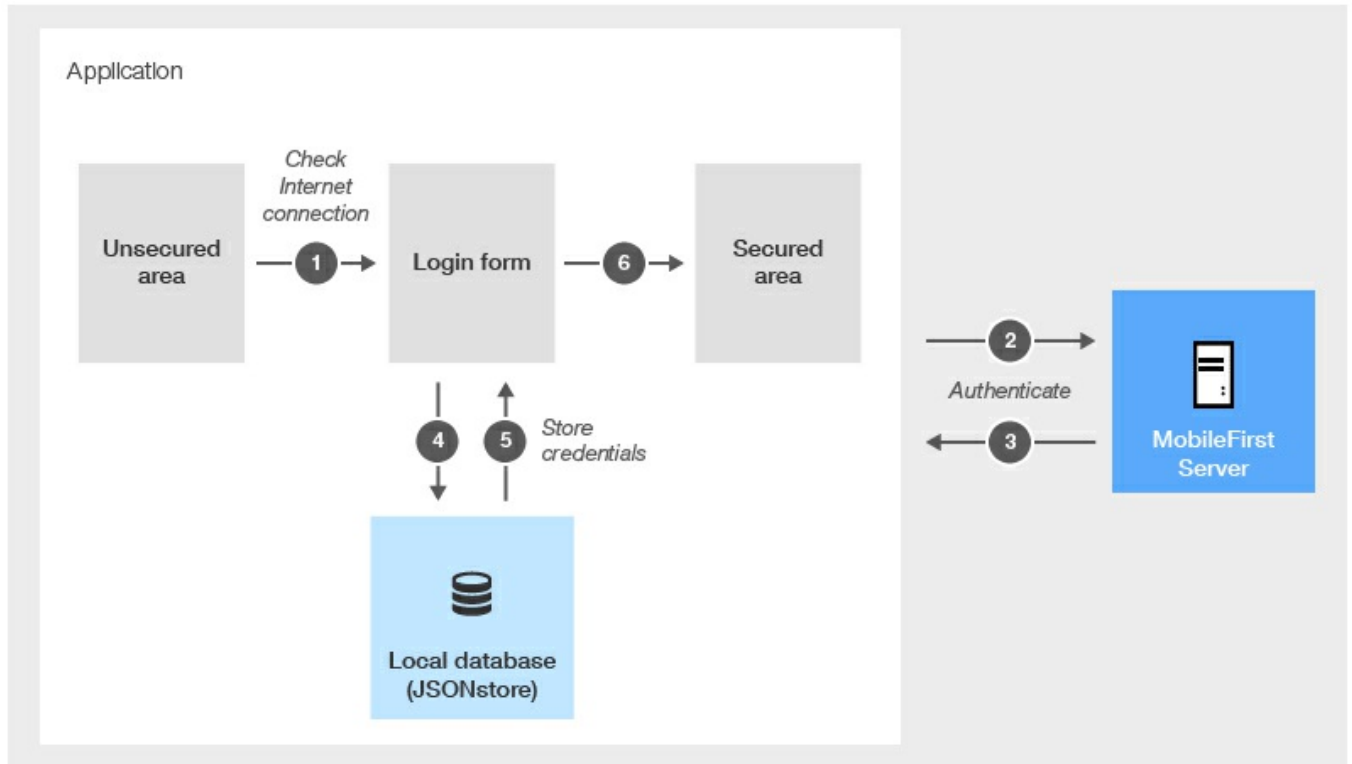 Application
Check
Internet
connection
Unsecured
area
1
Login form
6
Secured
area
2
Authenticate
3
MobileFirst
Server
4
5
Store
credentials
Local database
(JSONstore)